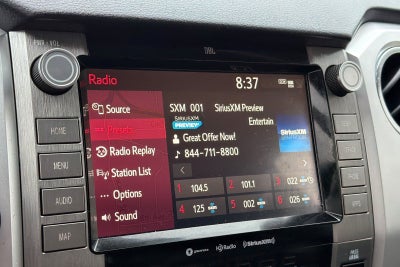 PWR · VOL
JBL
Radio
8:37
Source
SXM 001 SiriusXM Preview
SiriusXM
PREVIEW
Entertain
Presets
Great Offer Now!
SiriusXM
Radio Replay
844-711-8800
Station List
Options
Sound
1 104.5
2 101.1
3 022
4 125
5 002
6 026
HOME
MENU
AUDIO
MAP
HD Radio
SiriusXM